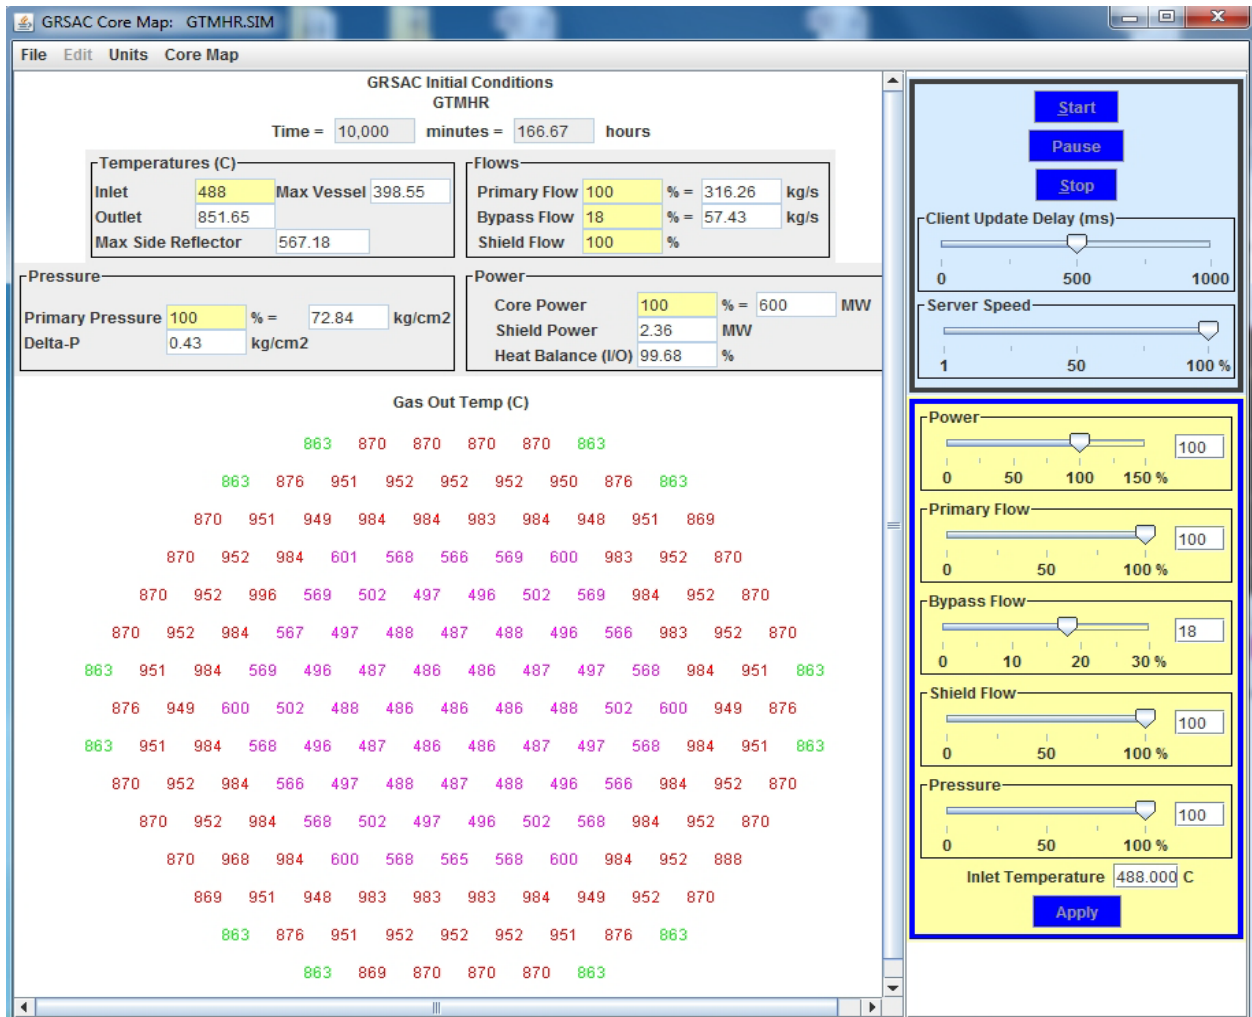 GRSAC Core Map: GTMHR.SIM
File Edit Units Core Map
GRSAC Initial Conditions
GTMHR
Time = 10,000 minutes = 166.67 hours
Temperatures (C)
Inlet 488 Max Vessel 398.55
Outlet 851.65
Max Side Reflector 567.18
Flows
Primary Flow 100 % = 316.26 kg/s
Bypass Flow 18 % = 57.43 kg/s
Shield Flow 100 %
Pressure
Primary Pressure 100 % = 72.84 kg/cm2
Delta-P 0.43 kg/cm2
Power
Core Power 100 % = 600 MW
Shield Power 2.36 MW
Heat Balance (I/O) 99.68 %
Gas Out Temp (C)
863 870 870 870 870 863
863 876 951 952 952 952 950 876 863
870 951 949 984 984 983 984 948 951 869
870 952 984 601 568 566 569 600 983 952 870
870 952 996 569 502 497 496 502 569 984 952 870
870 952 984 567 497 488 487 488 496 566 983 952 870
863 951 984 569 496 487 486 486 487 497 568 984 951 863
876 949 600 502 488 486 486 486 488 502 600 949 876
863 951 984 568 496 487 486 486 487 497 568 984 951 863
870 952 984 566 497 488 487 488 496 566 984 952 870
870 952 984 568 502 497 496 502 568 984 952 870
870 968 984 600 568 565 568 600 984 952 888
869 951 948 983 983 983 984 949 952 870
863 876 951 952 952 952 951 876 863
863 869 870 870 870 863
Start
Pause
Stop
Client Update Delay (ms)
0 500 1000
Server Speed
1 50 100 %
Power
100
0 50 100 150 %
Primary Flow
100
0 50 100 %
Bypass Flow
18
0 10 20 30 %
Shield Flow
100
0 50 100 %
Pressure
100
0 50 100 %
Inlet Temperature 488.000 C
Apply